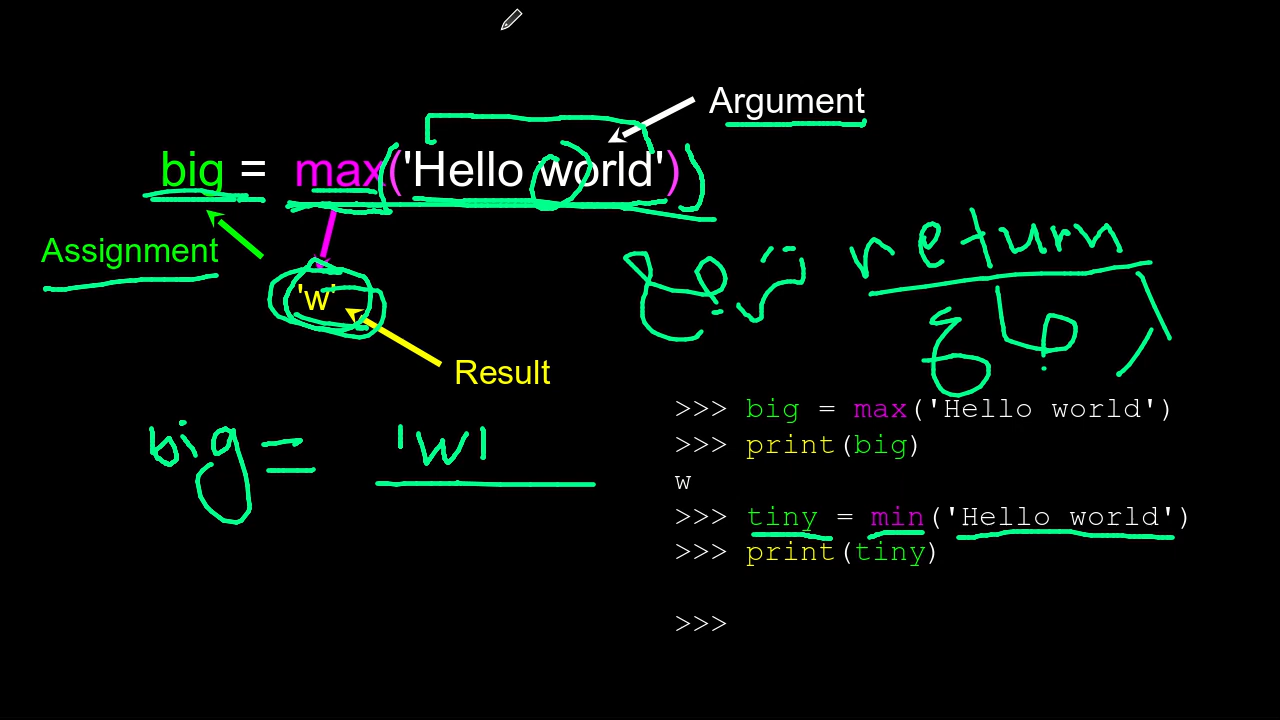 Argument
big = max('Hello world')
Assignment
return
'w'
Result
>>> big = max('Hello world')
>>> print(big)
w
>>> tiny = min('Hello world')
>>> print(tiny)
>>>
big = 'w'